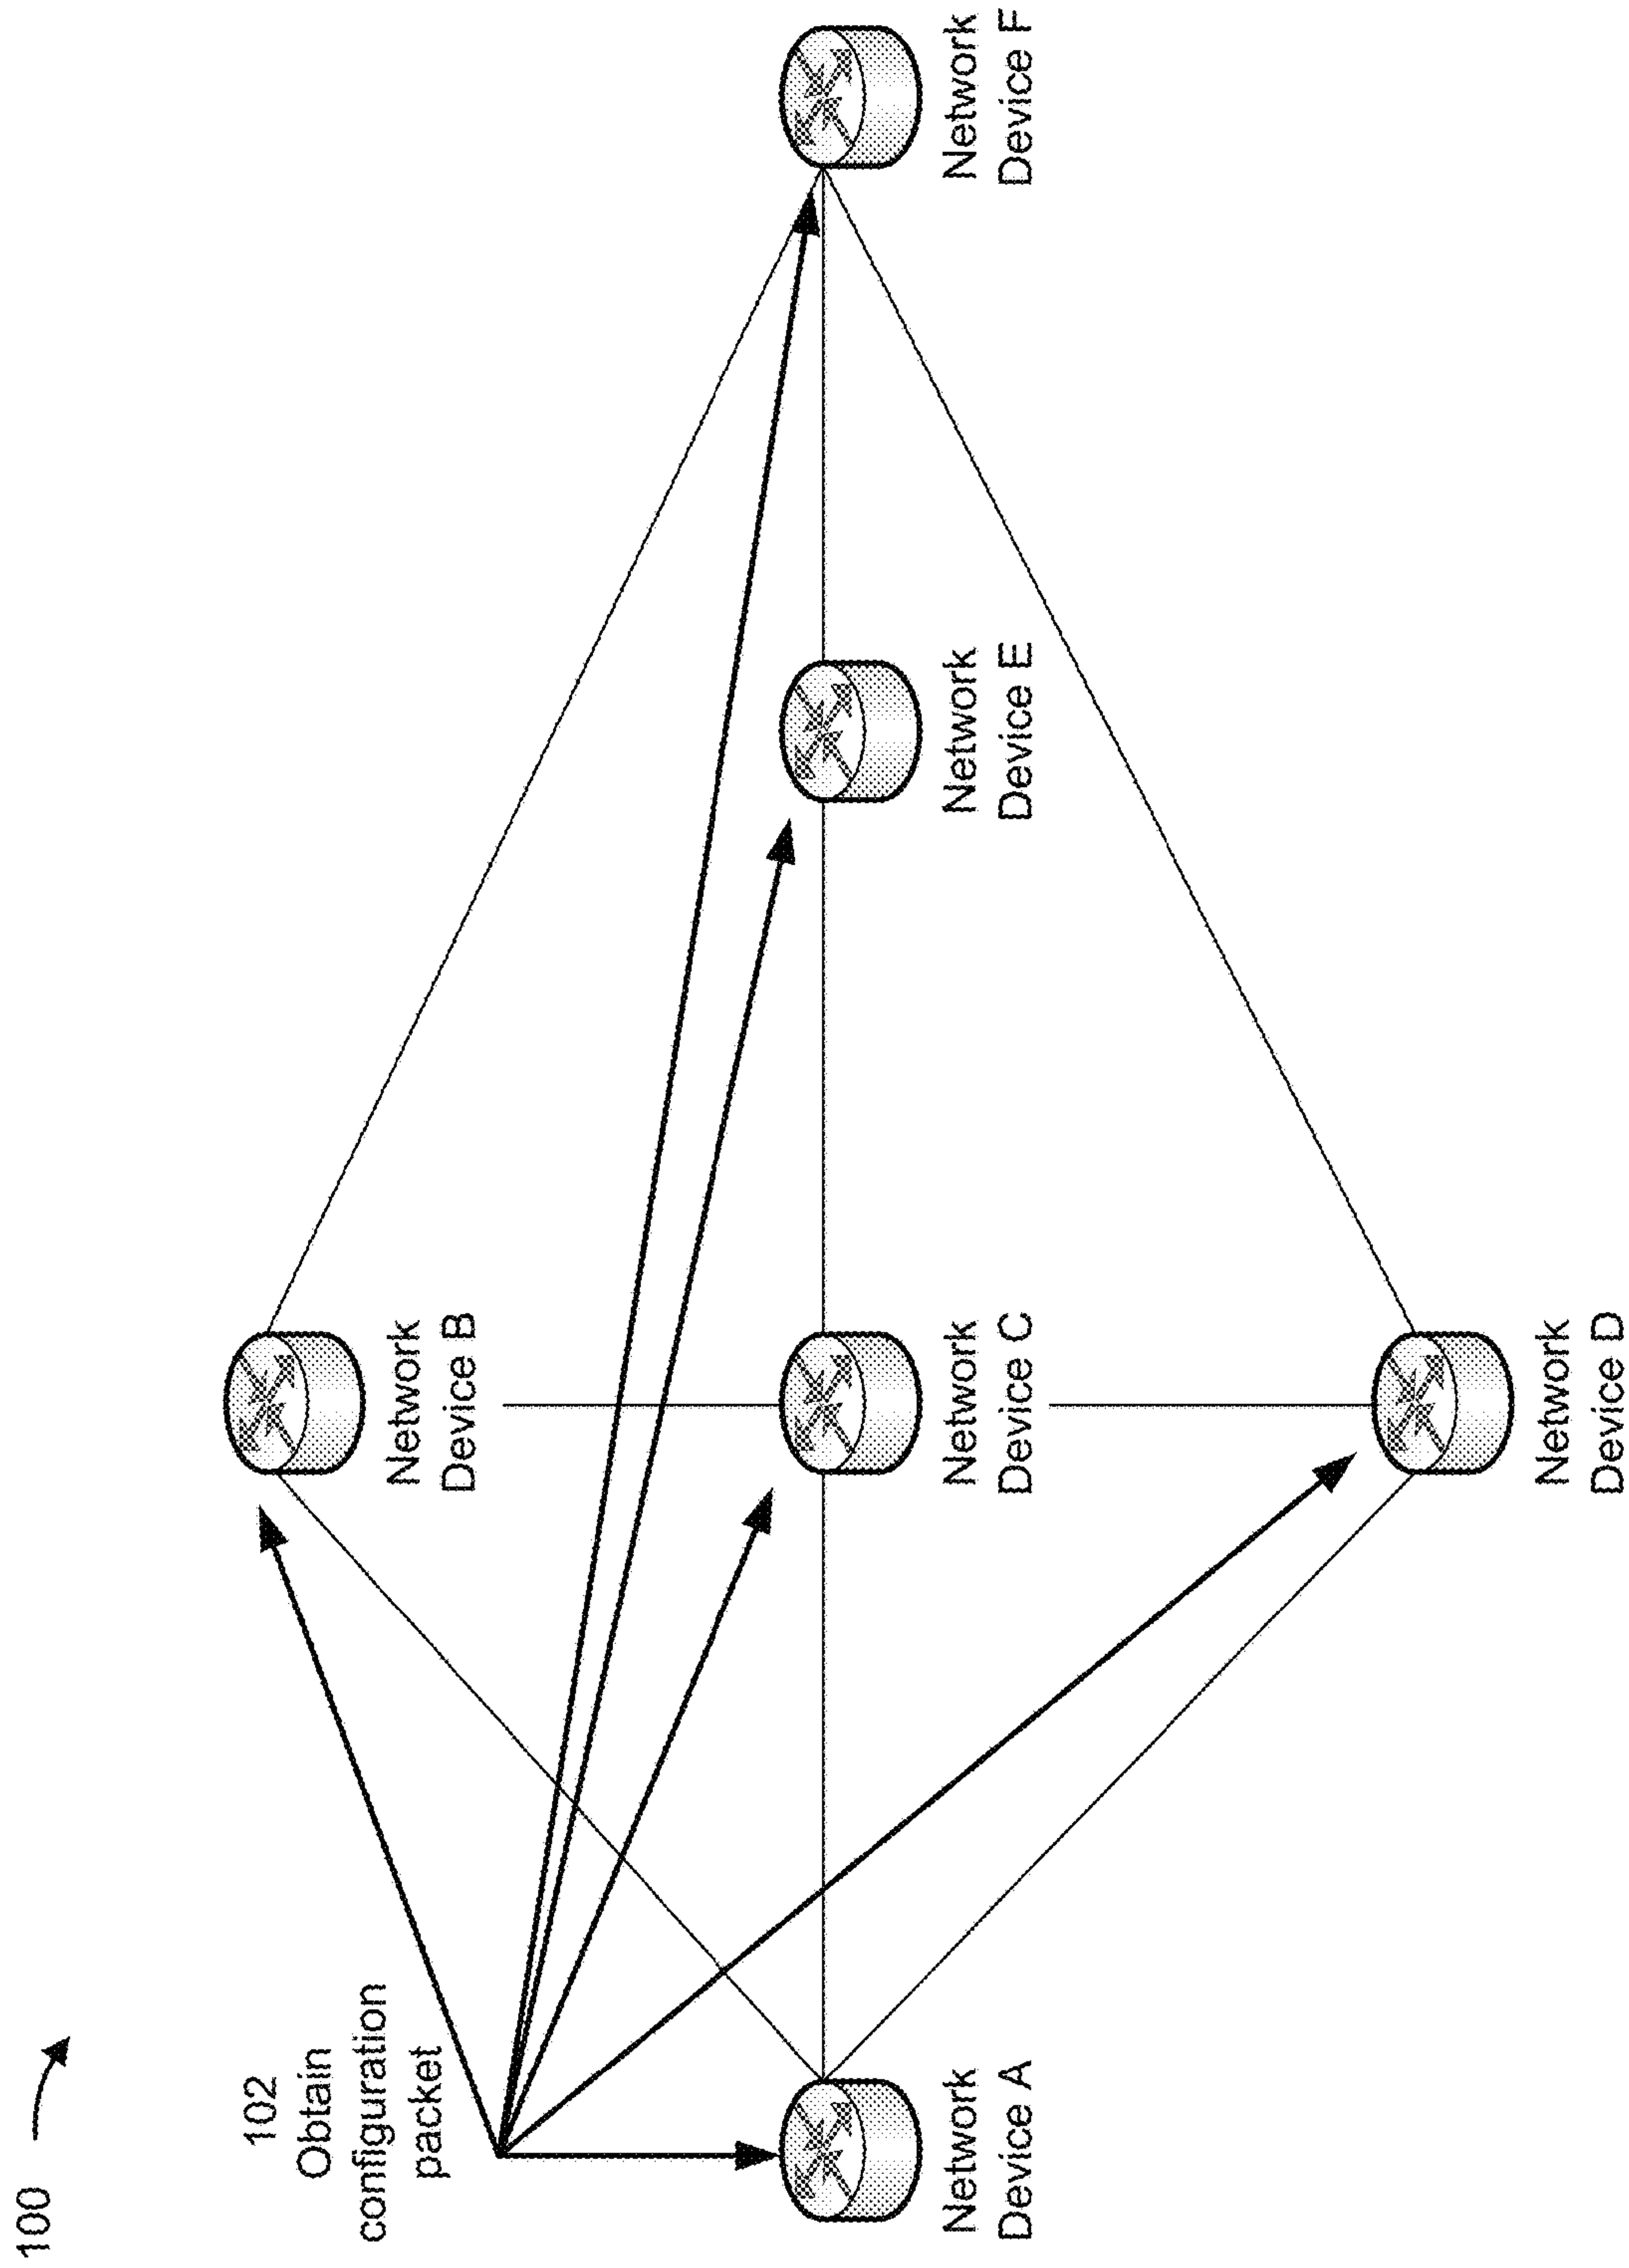 100
102
Obtain
configuration
packet
Network
Device B
Network
Device A
Network
Device C
Network
Device E
Network
Device F
Network
Device D